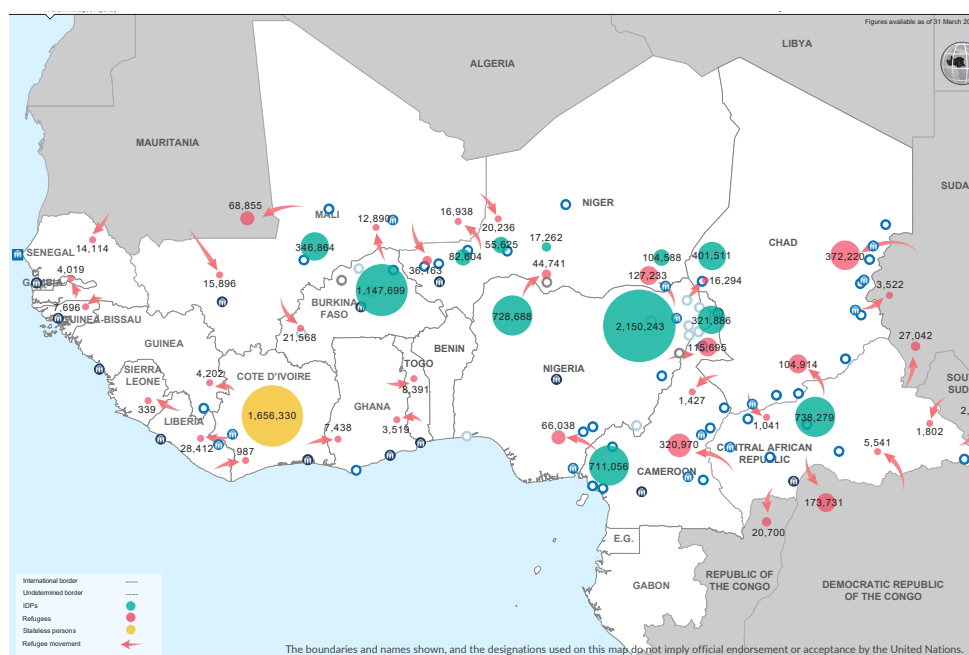 Figures available as of 31 March 20
LIBYA
ALGERIA
MAURITANIA
SUDA
68,855
MALI
12,890
16,938
20,236
NIGER
CHAD
SENEGAL
14,114
346,864
36,163
82,604
55,625
17,262
104,588
401,511
372,220
4,019
15,896
44,741
127,233
16,294
3,522
7,696
GUINEA-BISSAU
BURKINA
FASO
1,147,699
728,688
2,150,243
321,886
21,568
115,695
27,042
GUINEA
BENIN
SIERRA
LEONE
4,202
COTE D'IVOIRE
TOGO
8,391
NIGERIA
104,914
SOU
SUD
339
1,656,330
GHANA
1,427
738,279
2,
LIBERIA
3,519
1,041
1,802
28,412
987
7,438
66,038
320,970
CENTRAL AFRICAN
REPUBLIC
5,541
711,056
CAMEROON
173,731
20,700
E.G.
GABON
REPUBLIC OF
THE CONGO
DEMOCRATIC REPUBLIC
OF THE CONGO
International border
Undetermined border
IDPs
Refugees
Stateless persons
Refugee movement
The boundaries and names shown, and the designations used on this map do not imply official endorsement or acceptance by the United Nations.